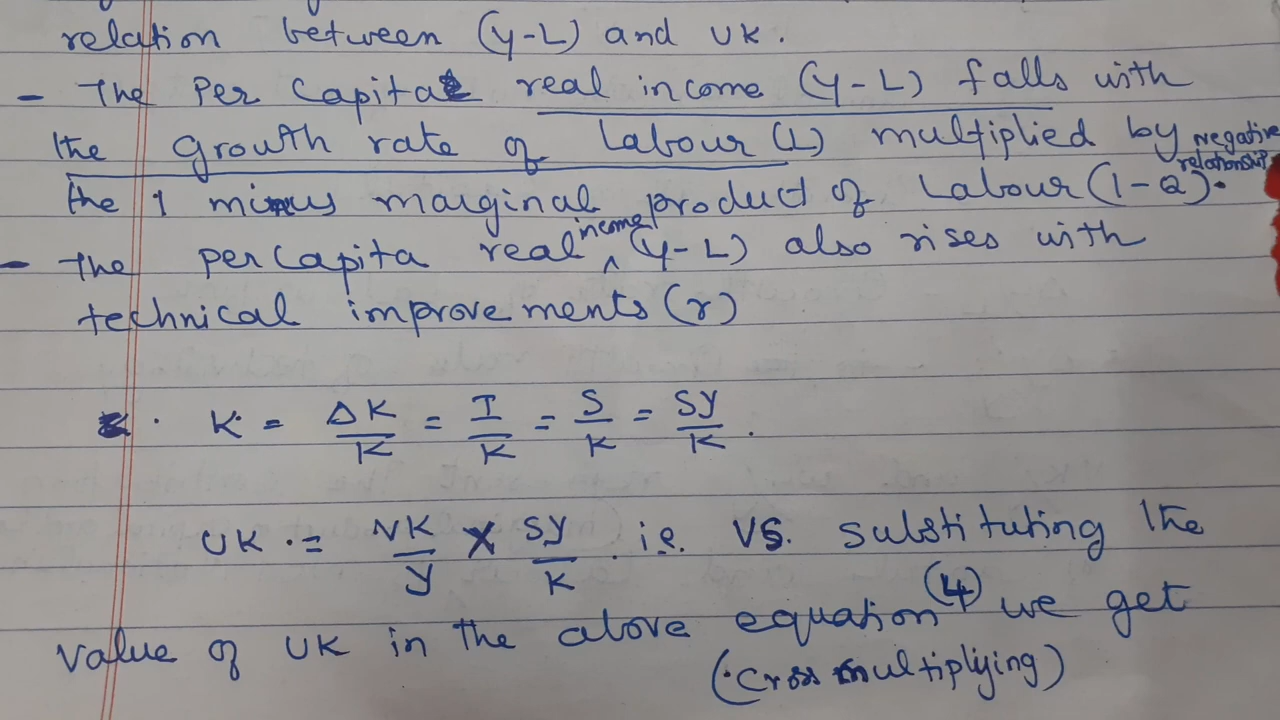 relation between (y-L) and UK.
- The Per Capita real income (y-L) falls with
the growth rate of Labour (L) multiplied by negative relationship
the 1 minus marginal product of Labour (1-Q).
- The percapita real income (y-L) also rises with
technical improvements (r)
K = ΔK/K = I/K = S/K = SY/K.
UK = VK/y X SY/K . i.e. VS. Substituting the
value of UK in the above equation (4) we get
(Cross multiplying)